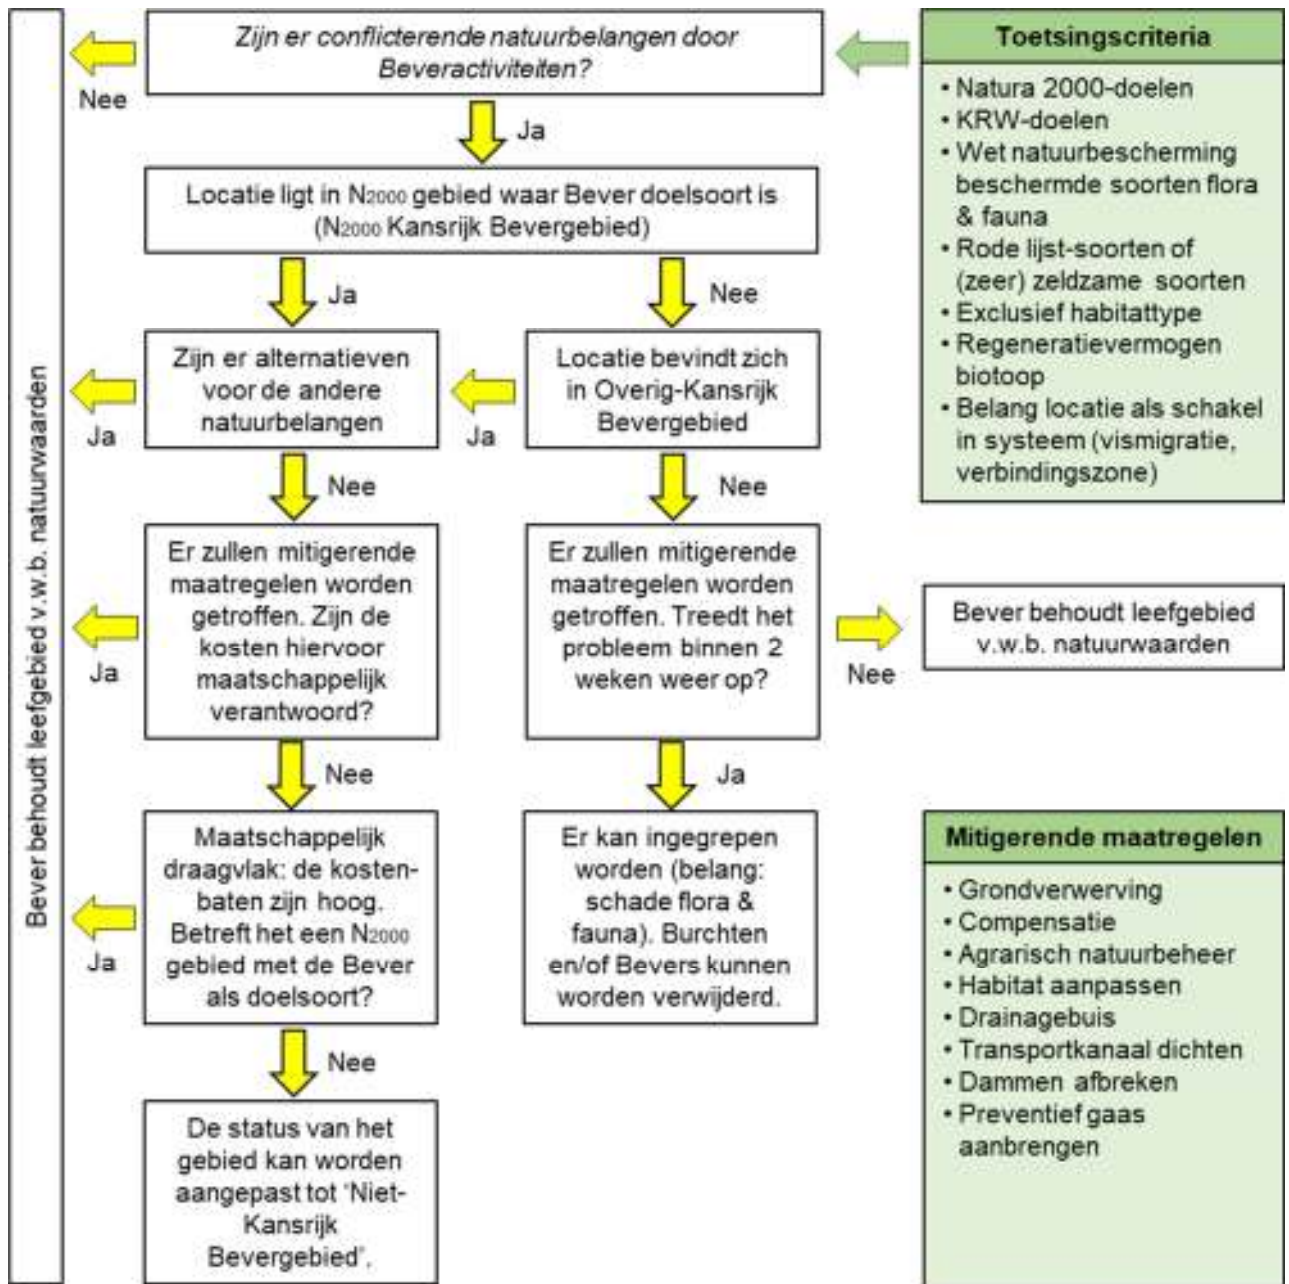 Bever behoudt leefgebied v.w.b. natuurwaarden
Zijn er conflicterende natuurbelangen door
Beveractiviteiten?
Nee
Ja
Locatie ligt in N2000 gebied waar Bever doelsoort is
(N2000 Kansrijk Bevergebied)
Ja
Nee
Zijn er alternatieven
voor de andere
natuurbelangen
Ja
Locatie bevindt zich
in Overig-Kansrijk
Bevergebied
Ja
Nee
Nee
Er zullen mitigerende
maatregelen worden
getroffen. Zijn de
kosten hiervoor
maatschappelijk
verantwoord?
Ja
Er zullen mitigerende
maatregelen worden
getroffen. Treedt het
probleem binnen 2
weken weer op?
Nee
Bever behoudt leefgebied
v.w.b. natuurwaarden
Nee
Ja
Maatschappelijk
draagvlak: de kosten-
baten zijn hoog.
Betreft het een N2000
gebied met de Bever
als doelsoort?
Ja
Er kan ingegrepen
worden (belang:
schade flora &
fauna). Burchten
en/of Bevers kunnen
worden verwijderd.
Nee
De status van het
gebied kan worden
aangepast tot ‘Niet-
Kansrijk
Bevergebied’.
Toetsingscriteria
• Natura 2000-doelen
• KRW-doelen
• Wet natuurbescherming
beschermde soorten flora
& fauna
• Rode lijst-soorten of
(zeer) zeldzame soorten
• Exclusief habitattype
• Regeneratievermogen
biotoop
• Belang locatie als schakel
in systeem (vismigratie,
verbindingszone)
Mitigerende maatregelen
• Grondverwerving
• Compensatie
• Agrarisch natuurbeheer
• Habitat aanpassen
• Drainagebuis
• Transportkanaal dichten
• Dammen afbreken
• Preventief gaas
aanbrengen